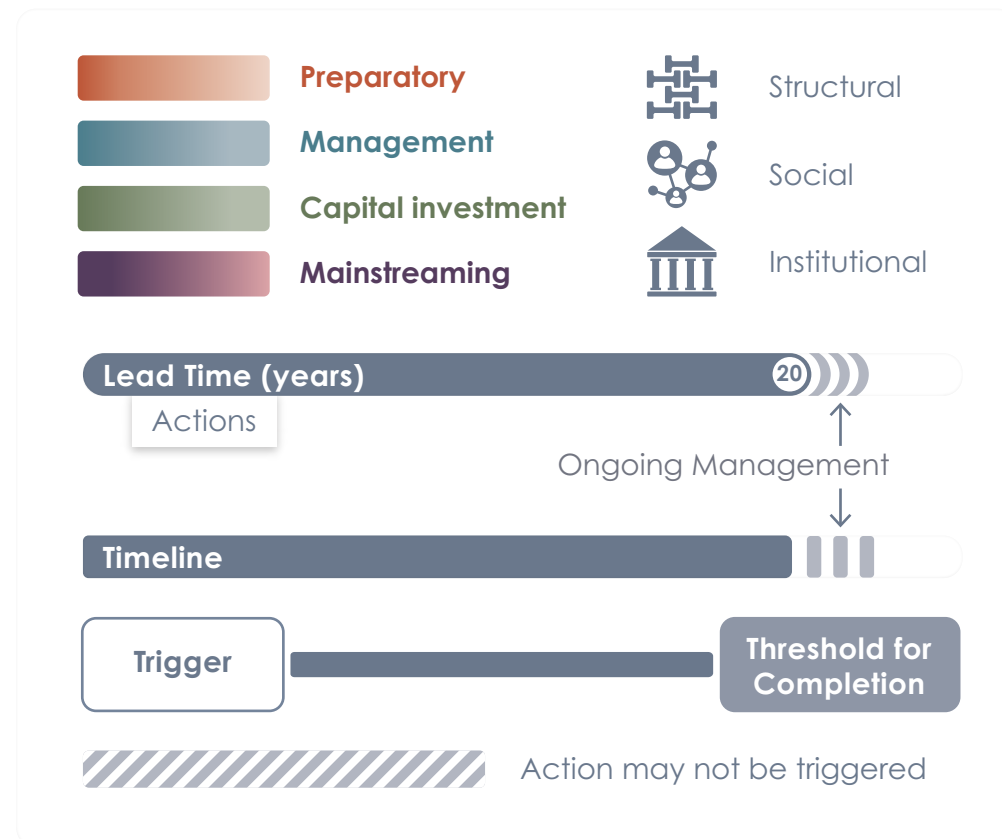 Preparatory
Management
Capital investment
Mainstreaming
Structural
Social
Institutional
Lead Time (years)
20
Actions
Ongoing Management
Timeline
Trigger
Threshold for
Completion
Action may not be triggered